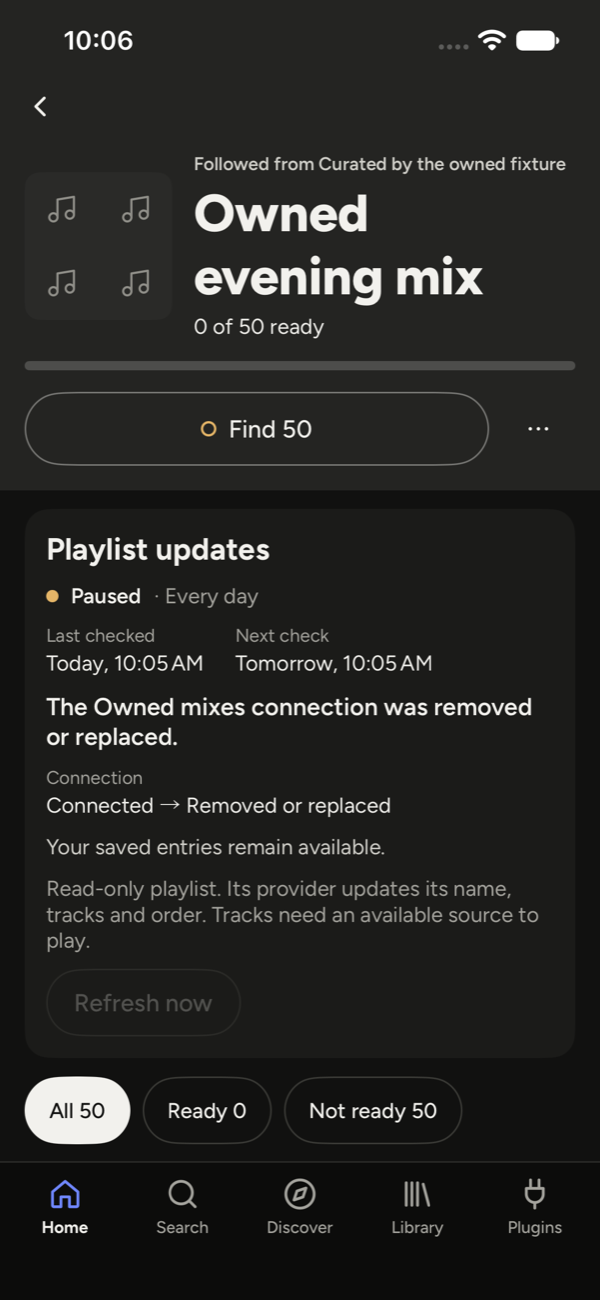 10:06
Followed from Curated by the owned fixture
Owned
evening mix
0 of 50 ready
Find 50
Playlist updates
Paused · Every day
Last checked Next check
Today, 10:05 AM Tomorrow, 10:05 AM
The Owned mixes connection was removed
or replaced.
Connection
Connected → Removed or replaced
Your saved entries remain available.
Read-only playlist. Its provider updates its name,
tracks and order. Tracks need an available source to
play.
Refresh now
All 50 Ready 0 Not ready 50
Home Search Discover Library Plugins